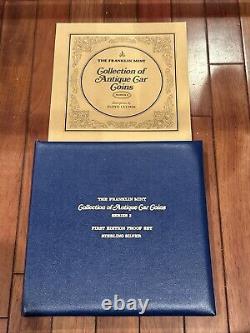 THE FRANKLIN MINT
Collection of
Antique Car
Coins
THE FRANKLIN MINT
Collection of Antique Car Coins
SERIES 2
FIRST EDITION PROOF SET
STERLING SILVER